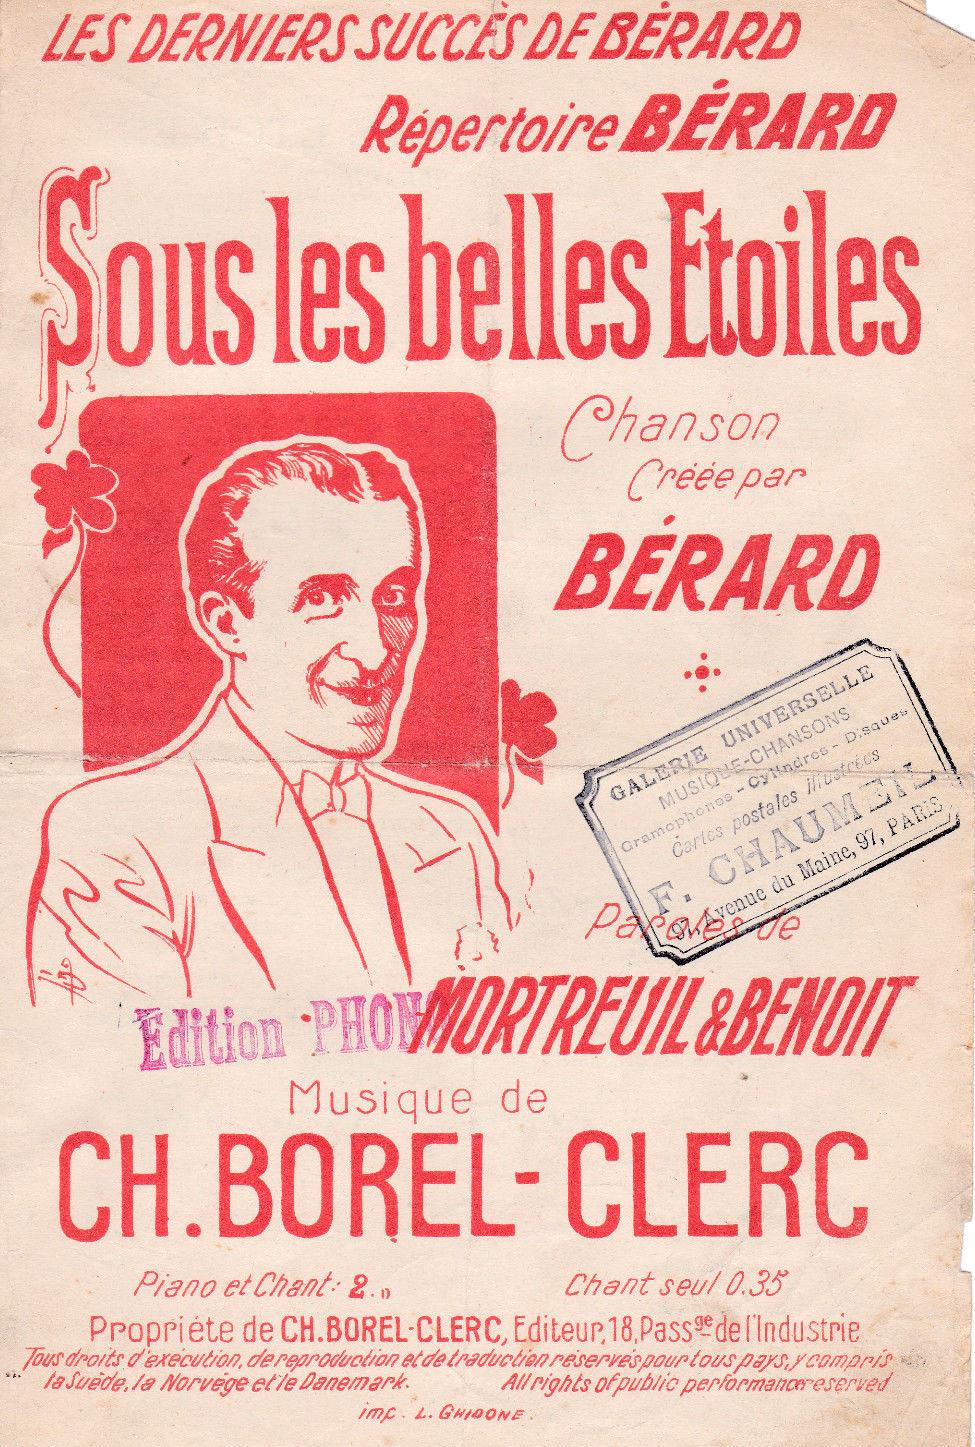 LES DERNIERS SUCCÈS DE BÉRARD
Répertoire BÉRARD
Sous les belles Etoiles
Chanson
Créée par
BÉRARD
GALERIE UNIVERSELLE
MUSIQUE-CHANSONS
Gramophones - Cylindres - Disques
Cartes postales illustrées
F. CHAUMEIL
97, Avenue du Maine, 97, PARIS
Paroles de
MORTREUIL & BENOIT
Edition PHONO
Musique de
CH. BOREL-CLERC
Piano et Chant: 2.
Chant seul 0.35
Propriéte de CH. BOREL-CLERC, Editeur, 18, Passge de l'Industrie
Tous droits d'exécution, de reproduction et de traduction réservés pour tous pays, y compris
la Suède, la Norvège et le Danemark. All rights of public performance reserved
imp. L. GHIDONE.